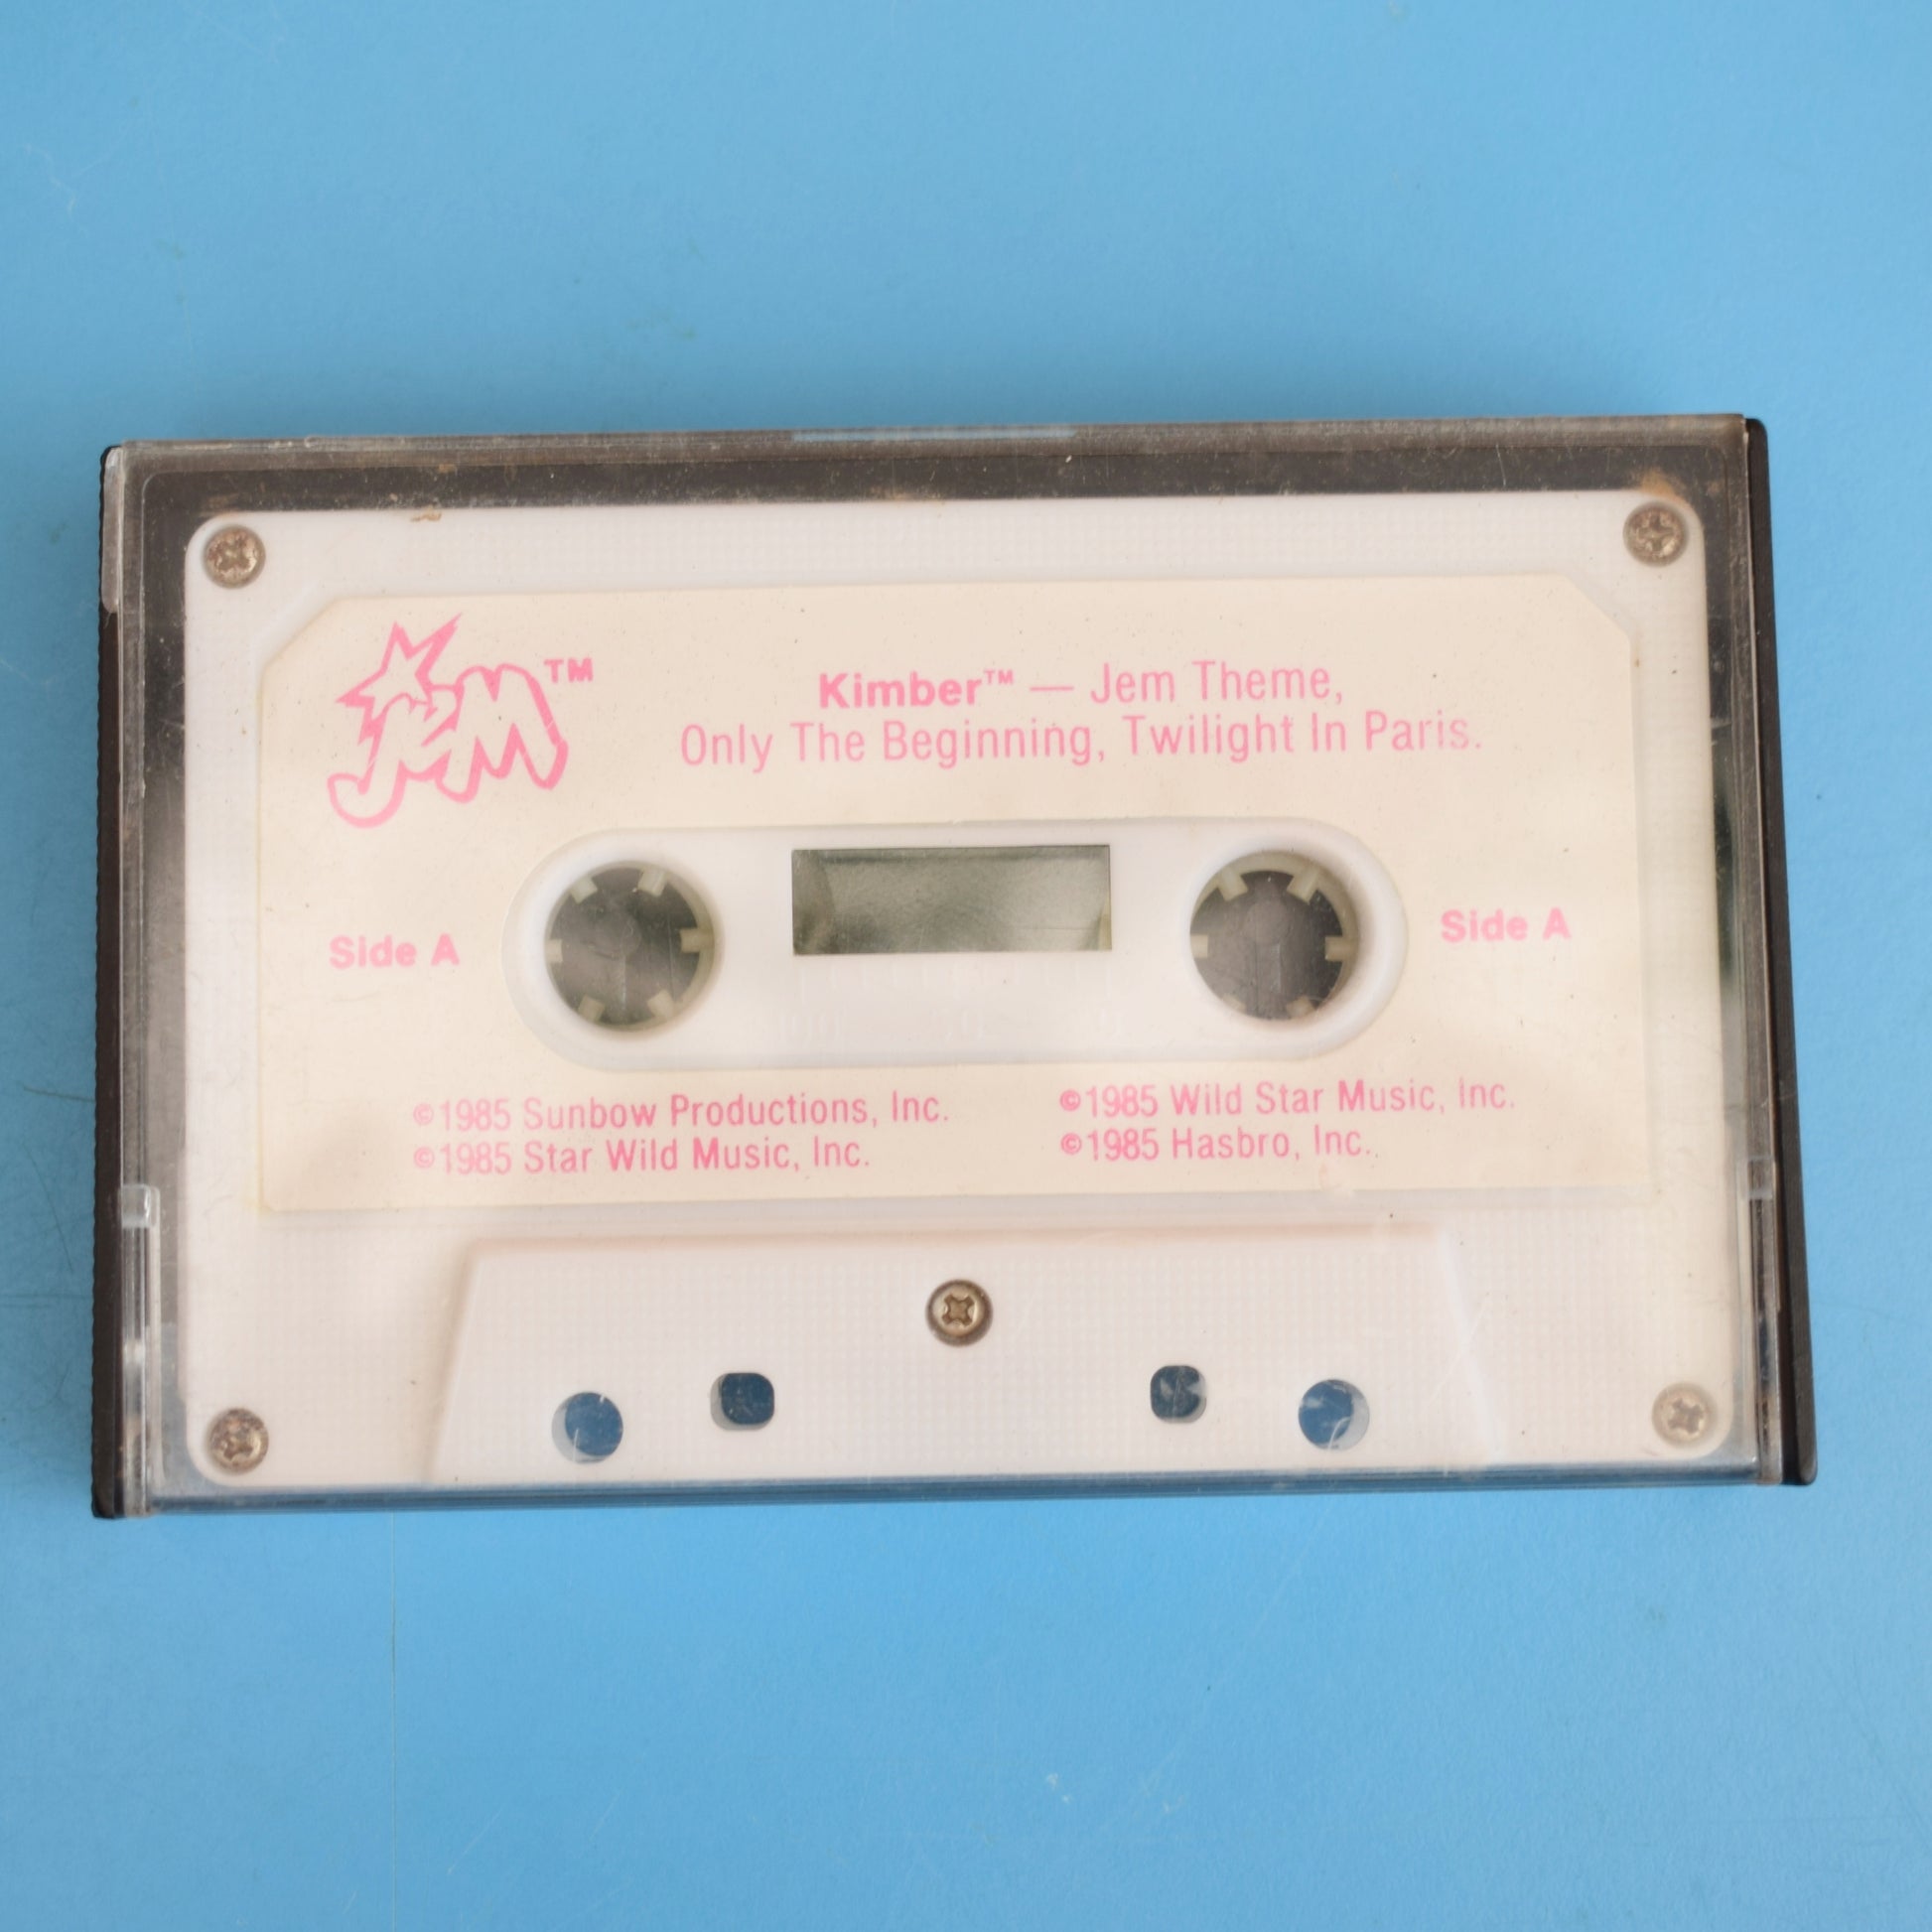 JEM™
Kimber™ — Jem Theme,
Only The Beginning, Twilight In Paris.
Side A
Side A
©1985 Sunbow Productions, Inc.
©1985 Star Wild Music, Inc.
©1985 Wild Star Music, Inc.
©1985 Hasbro, Inc.